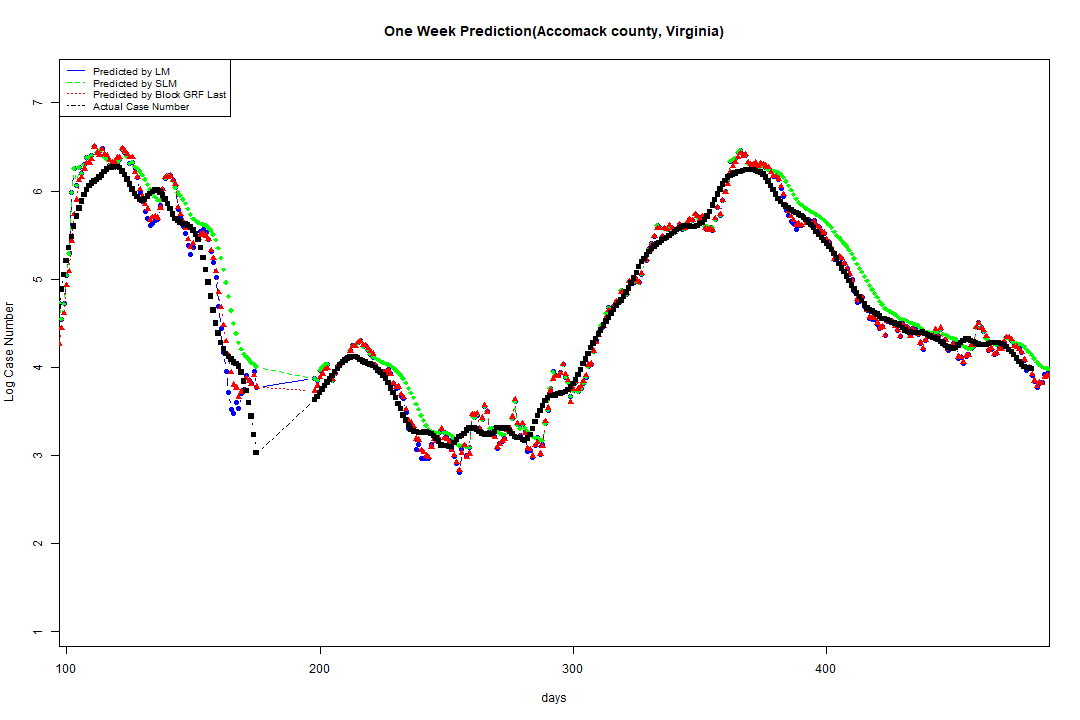 One Week Prediction(Accomack county, Virginia)
Predicted by LM
Predicted by SLM
Predicted by Block GRF Last
Actual Case Number
7
6
5
4
3
2
1
Log Case Number
100 200 300 400
days